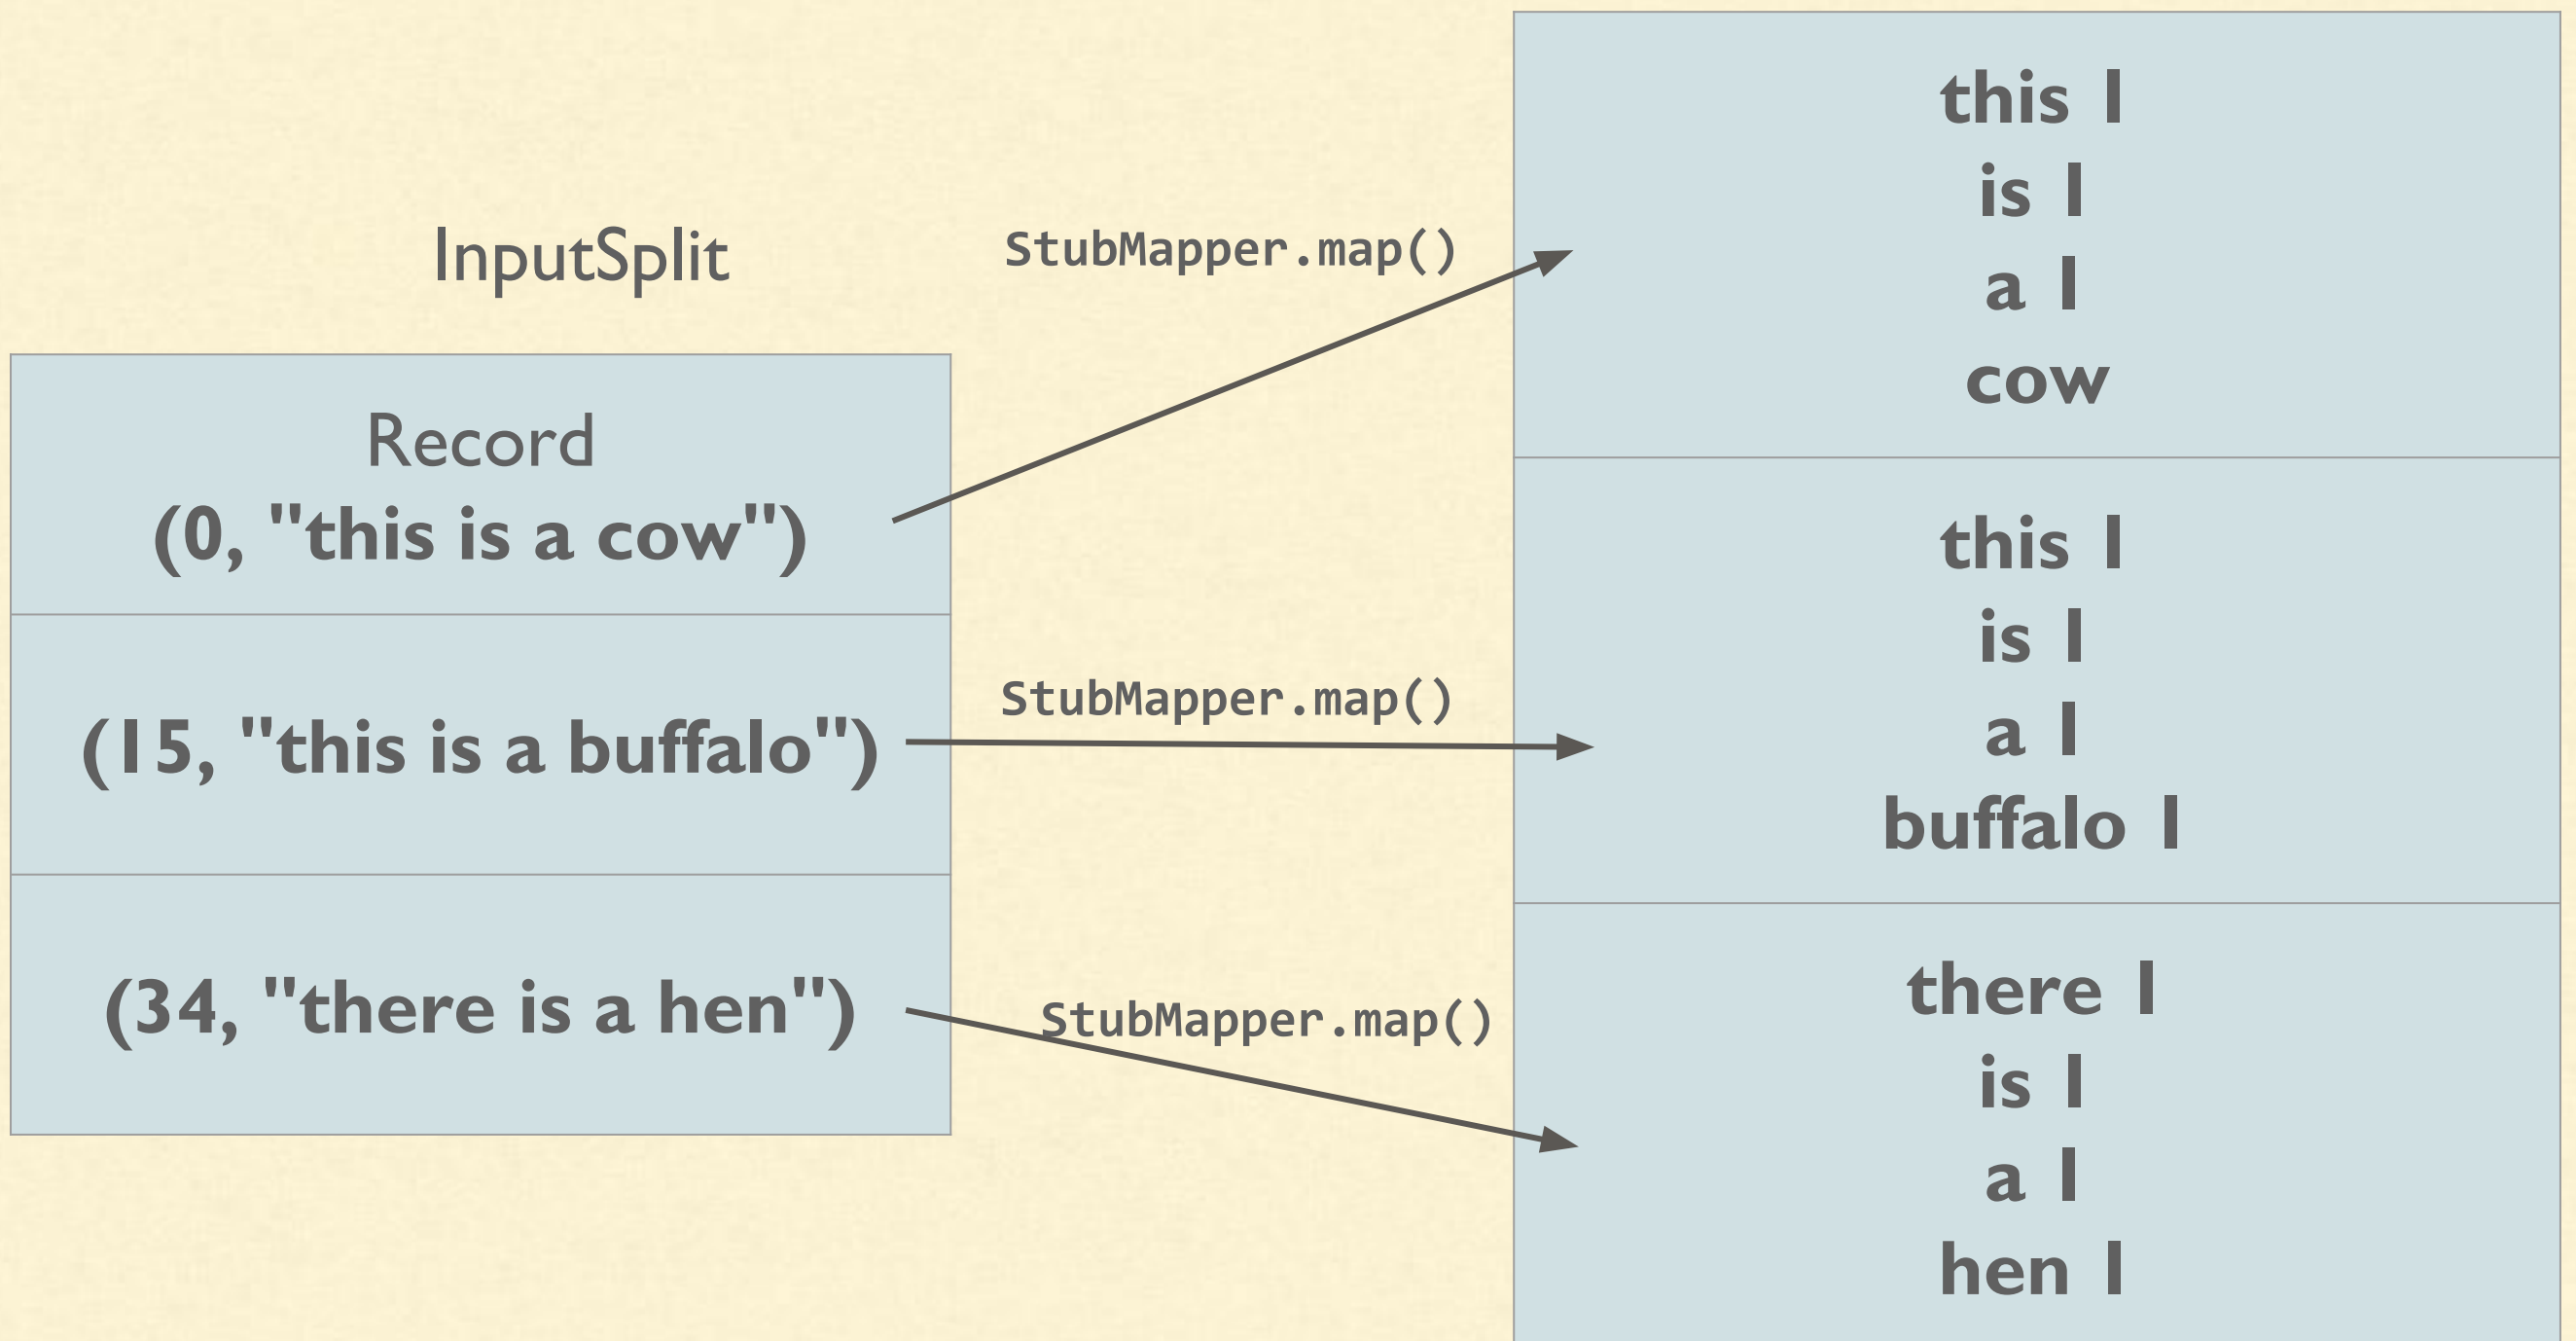 InputSplit
Record
(0, "this is a cow")
(15, "this is a buffalo")
(34, "there is a hen")
StubMapper.map()
StubMapper.map()
StubMapper.map()
this 1
is 1
a 1
cow
this 1
is 1
a 1
buffalo 1
there 1
is 1
a 1
hen 1